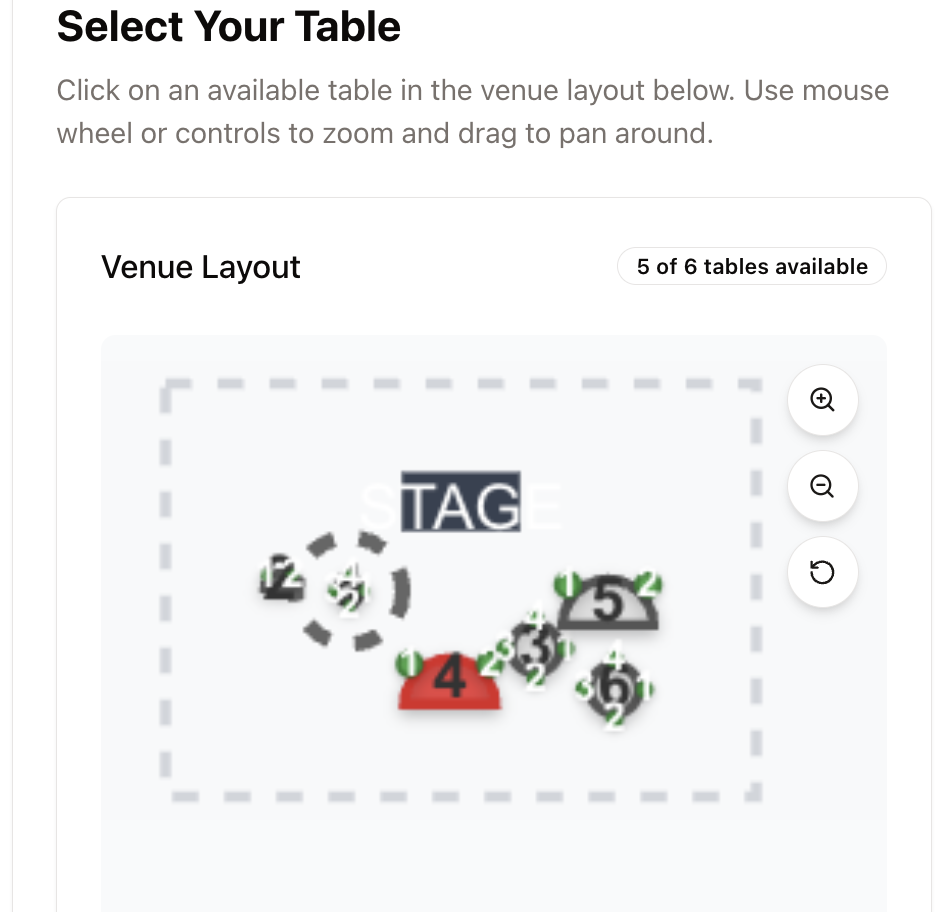 Select Your Table
Click on an available table in the venue layout below. Use mouse
wheel or controls to zoom and drag to pan around.
Venue Layout
5 of 6 tables available
STAGE
1 2
4
2
1 5 2
4
3 3 1
2
1 4 2
4
3 6 1
2